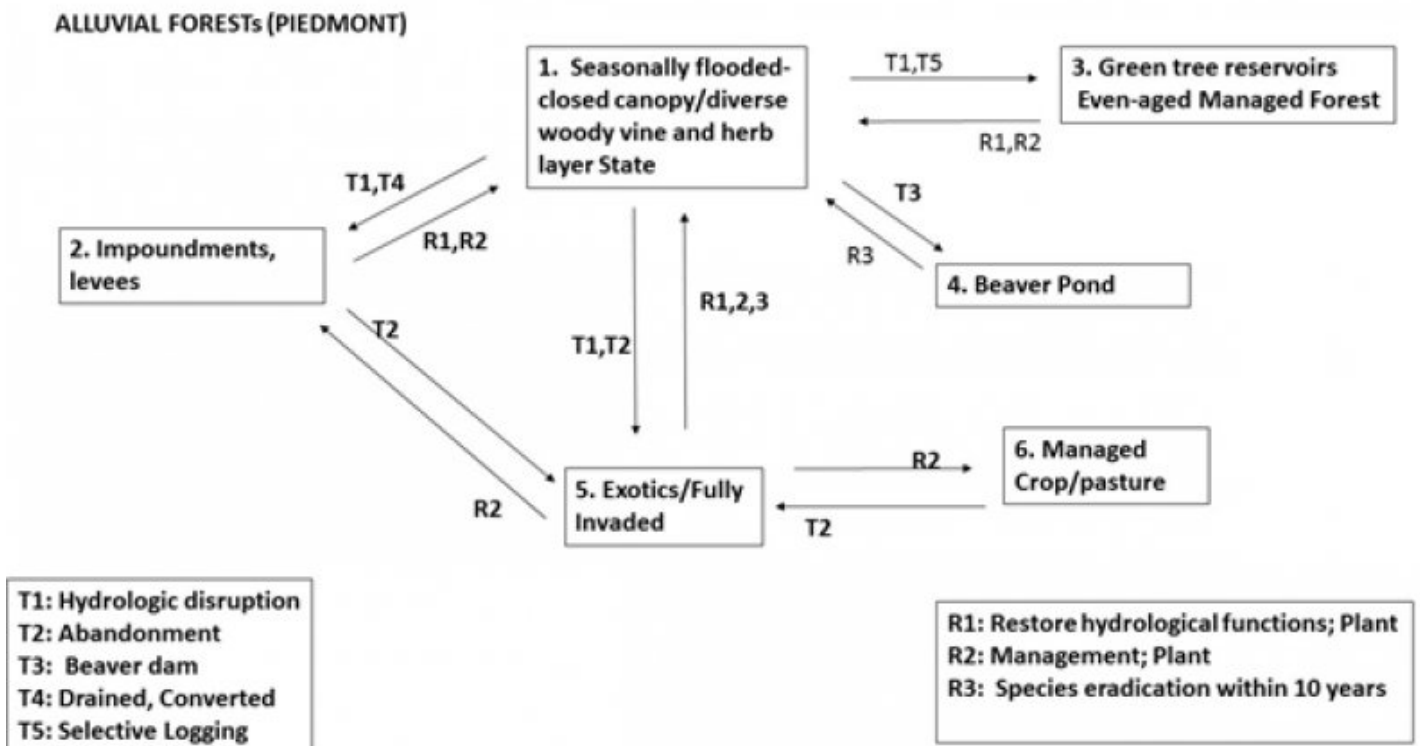 ALLUVIAL FORESTs (PIEDMONT)
1. Seasonally flooded-
closed canopy/diverse
woody vine and herb
layer State
T1,T5
3. Green tree reservoirs
Even-aged Managed Forest
R1,R2
T1,T4
R1,R2
T3
R3
2. Impoundments,
levees
4. Beaver Pond
T2
R1,2,3
T1,T2
R2
5. Exotics/Fully
Invaded
R2
T2
6. Managed
Crop/pasture
T1: Hydrologic disruption
T2: Abandonment
T3: Beaver dam
T4: Drained, Converted
T5: Selective Logging
R1: Restore hydrological functions; Plant
R2: Management; Plant
R3: Species eradication within 10 years